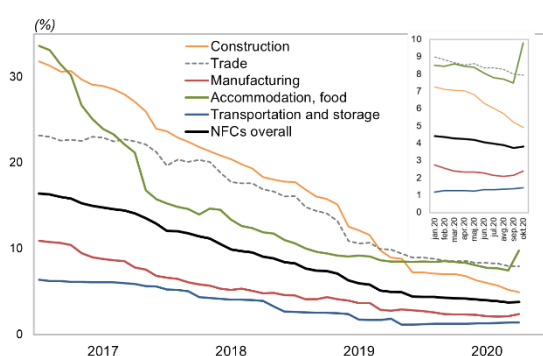 (%)
30
20
10
0
Construction
Trade
Manufacturing
Accommodation, food
Transportation and storage
NFCs overall
2017
2018
2019
2020
10
9
8
7
6
5
4
3
2
1
0
jan.20
feb.20
mar.20
apr.20
maj.20
jun.20
jul.20
avg.20
sep.20
okt.20